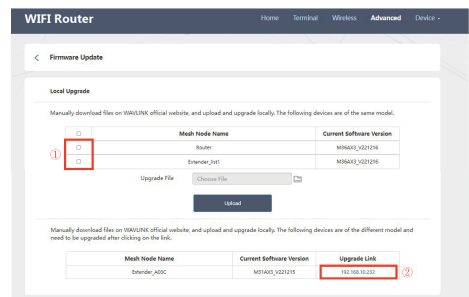 WIFI Router
Home Terminal Wireless Advanced Device
Firmware Update
Local Upgrade
Manually download files on WAVLINK official website, and upload and upgrade locally. The following devices are of the same model.
Mesh Node Name Current Software Version
Router M96AX3_V221216
Extender_list1 M96AX3_V221216
①
Upgrade File Choose File
Upload
Manually download files on WAVLINK official website, and upload and upgrade locally. The following devices are of the different model and
need to be upgraded after clicking on the link.
Mesh Node Name Current Software Version Upgrade Link
Extender_A03C M51AX3_V221215 192.168.10.232 ②